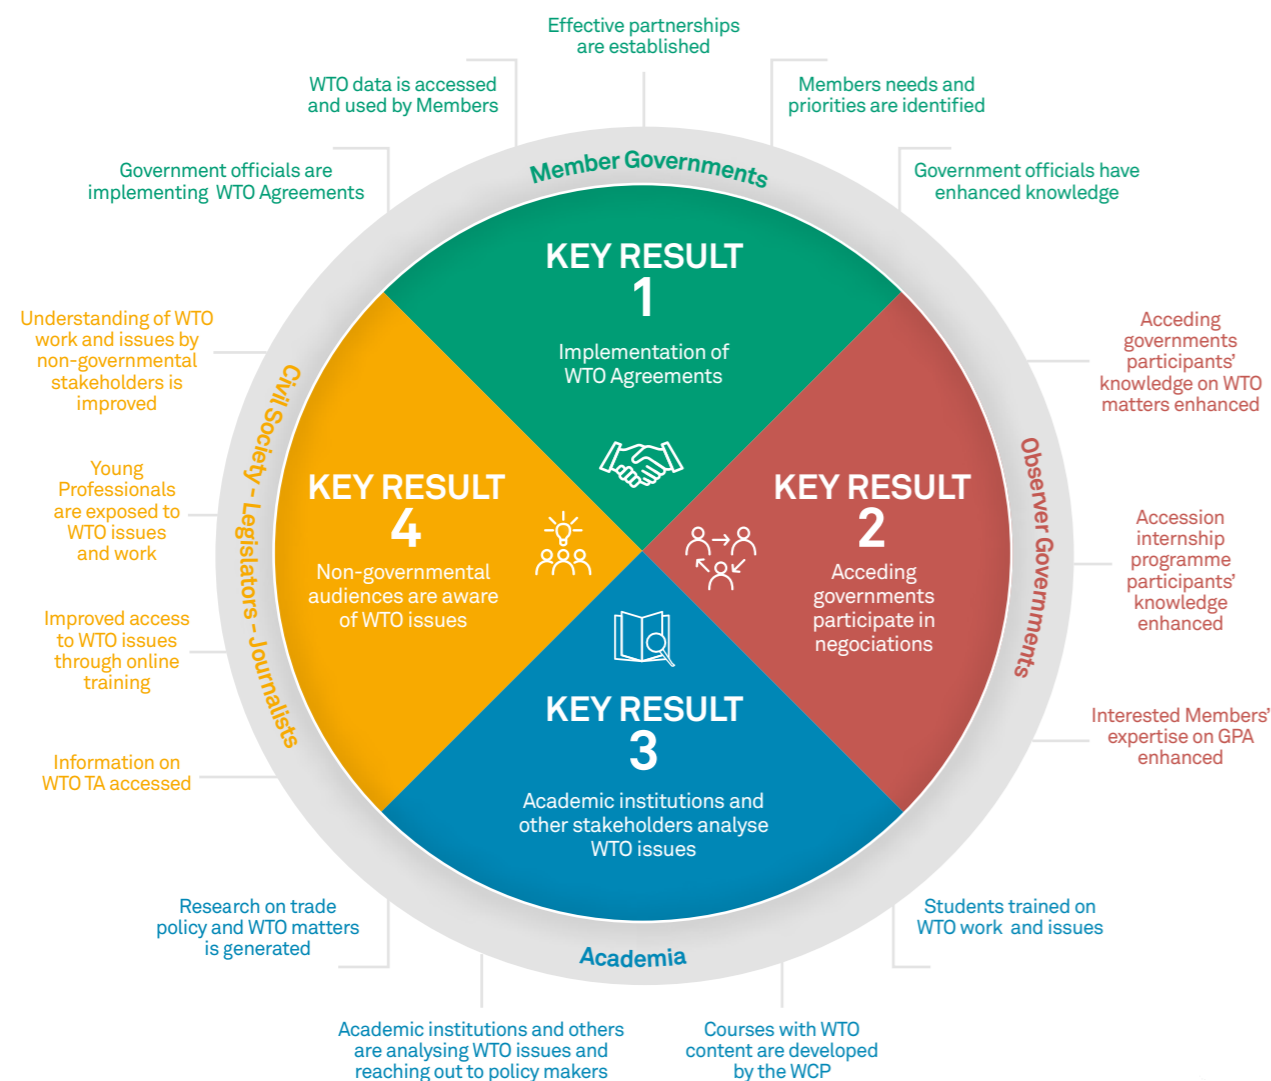 Effective partnerships
are established
WTO data is accessed
and used by Members
Members needs and
priorities are identified
Government officials are
implementing WTO Agreements
Government officials have
enhanced knowledge
Member Governments
KEY RESULT
1
Implementation of
WTO Agreements
Understanding of WTO
work and issues by
non-governmental
stakeholders is
improved
Young
Professionals
are exposed to
WTO issues
and work
Improved access
to WTO issues
through online
training
Information on
WTO TA accessed
Civil Society - Legislators - Journalists
KEY RESULT
4
Non-governmental
audiences are aware
of WTO issues
KEY RESULT
2
Acceding
governments
participate in
negociations
Observer Governments
Acceding
governments
participants’
knowledge on WTO
matters enhanced
Accession
internship
programme
participants’
knowledge
enhanced
Interested Members’
expertise on GPA
enhanced
KEY RESULT
3
Academic institutions and
other stakeholders analyse
WTO issues
Academia
Research on trade
policy and WTO matters
is generated
Academic institutions and others
are analysing WTO issues and
reaching out to policy makers
Courses with WTO
content are developed
by the WCP
Students trained on
WTO work and issues